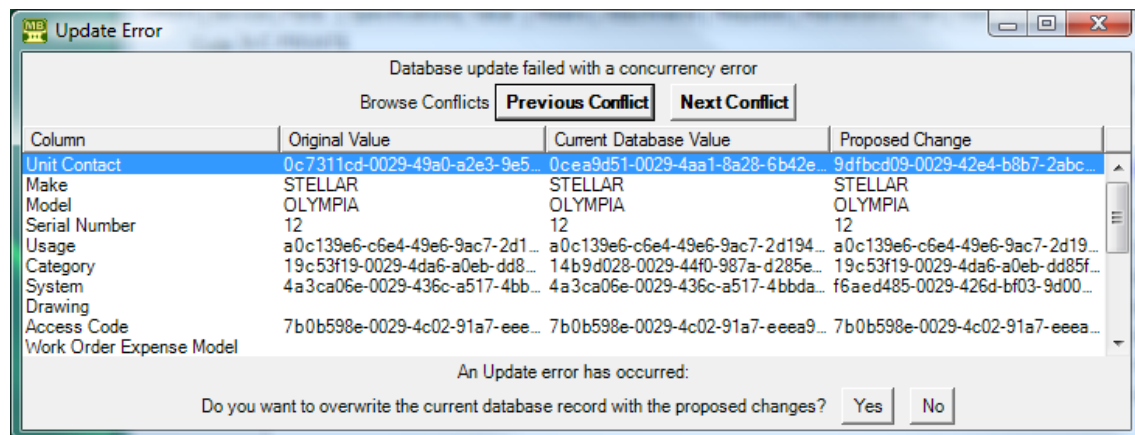 MB
Update Error
Database update failed with a concurrency error
Browse Conflicts Previous Conflict Next Conflict
Column Original Value Current Database Value Proposed Change
Unit Contact 0c7311cd-0029-49a0-a2e3-9e5... 0cea9d51-0029-4aa1-8a28-6b42e... 9dfbcd09-0029-42e4-b8b7-2abc...
Make STELLAR STELLAR STELLAR
Model OLYMPIA OLYMPIA OLYMPIA
Serial Number 12 12 12
Usage a0c139e6-c6e4-49e6-9ac7-2d1... a0c139e6-c6e4-49e6-9ac7-2d194... a0c139e6-c6e4-49e6-9ac7-2d19...
Category 19c53f19-0029-4da6-a0eb-dd8... 14b9d028-0029-44f0-987a-d285e... 19c53f19-0029-4da6-a0eb-dd85f...
System 4a3ca06e-0029-436c-a517-4bb... 4a3ca06e-0029-436c-a517-4bbda... f6aed485-0029-426d-bf03-9d00...
Drawing
Access Code 7b0b598e-0029-4c02-91a7-eee... 7b0b598e-0029-4c02-91a7-eeea9... 7b0b598e-0029-4c02-91a7-eeea...
Work Order Expense Model
An Update error has occurred:
Do you want to overwrite the current database record with the proposed changes? Yes No